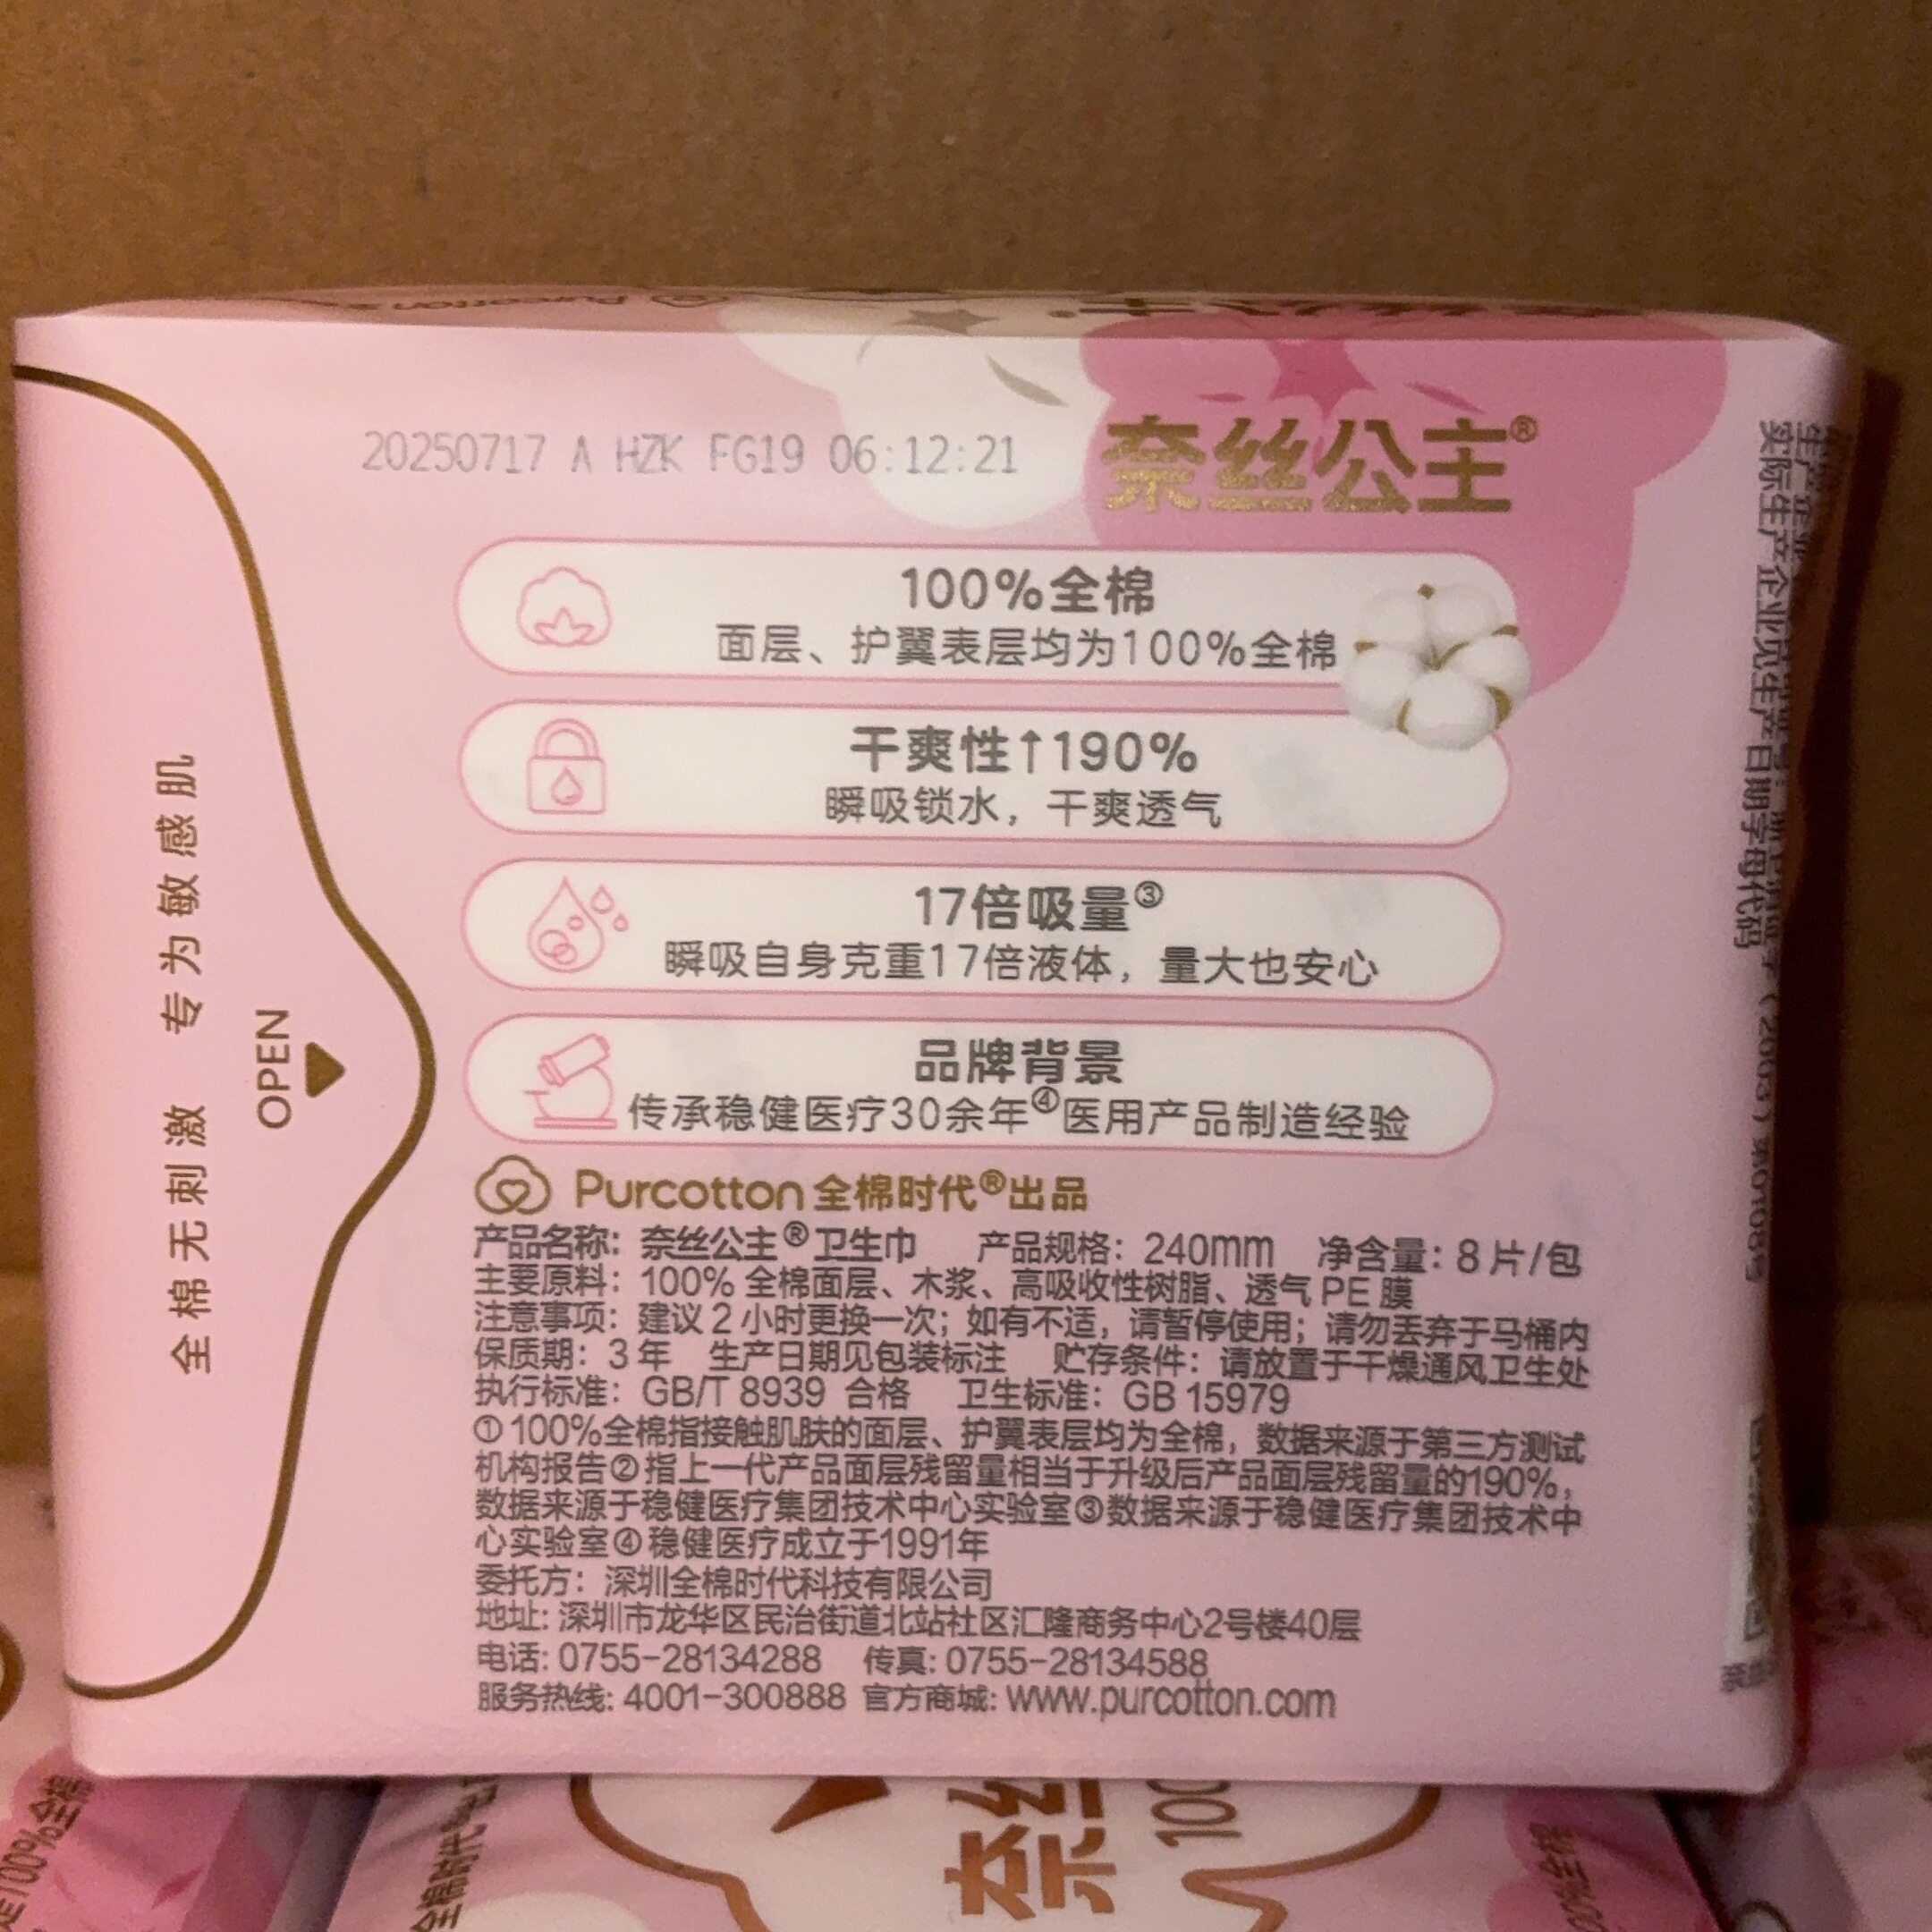 Purcotton
20250717 A HZK FG19 06:12:21
奈丝公主®
100%全棉
面层、护翼表层均为100%全棉
干爽性↑190%
瞬吸锁水，干爽透气
17倍吸量③
瞬吸自身克重17倍液体，量大也安心
品牌背景
传承稳健医疗30余年④医用产品制造经验
Purcotton 全棉时代®出品
产品名称：奈丝公主®卫生巾 产品规格：240mm 净含量：8片/包
主要原料：100% 全棉面层、木浆、高吸收性树脂、透气 PE 膜
注意事项：建议 2 小时更换一次；如有不适，请暂停使用；请勿丢弃于马桶内
保质期：3 年 生产日期见包装标注 贮存条件：请放置于干燥通风卫生处
执行标准：GB/T 8939 合格 卫生标准：GB 15979
①100%全棉指接触肌肤的面层、护翼表层均为全棉，数据来源于第三方测试
机构报告②指上一代产品面层残留量相当于升级后产品面层残留量的190%，
数据来源于稳健医疗集团技术中心实验室③数据来源于稳健医疗集团技术中
心实验室④稳健医疗成立于1991年
委托方：深圳全棉时代科技有限公司
地址: 深圳市龙华区民治街道北站社区汇隆商务中心2号楼40层
电话: 0755-28134288 传真: 0755-28134588
服务热线: 4001-300888 官方商城: www.purcotton.com
全棉无刺激 专为敏感肌
OPEN
实际生产企业见生产日期字母代码
生产企业
100%全棉
全棉时代
奈丝
100